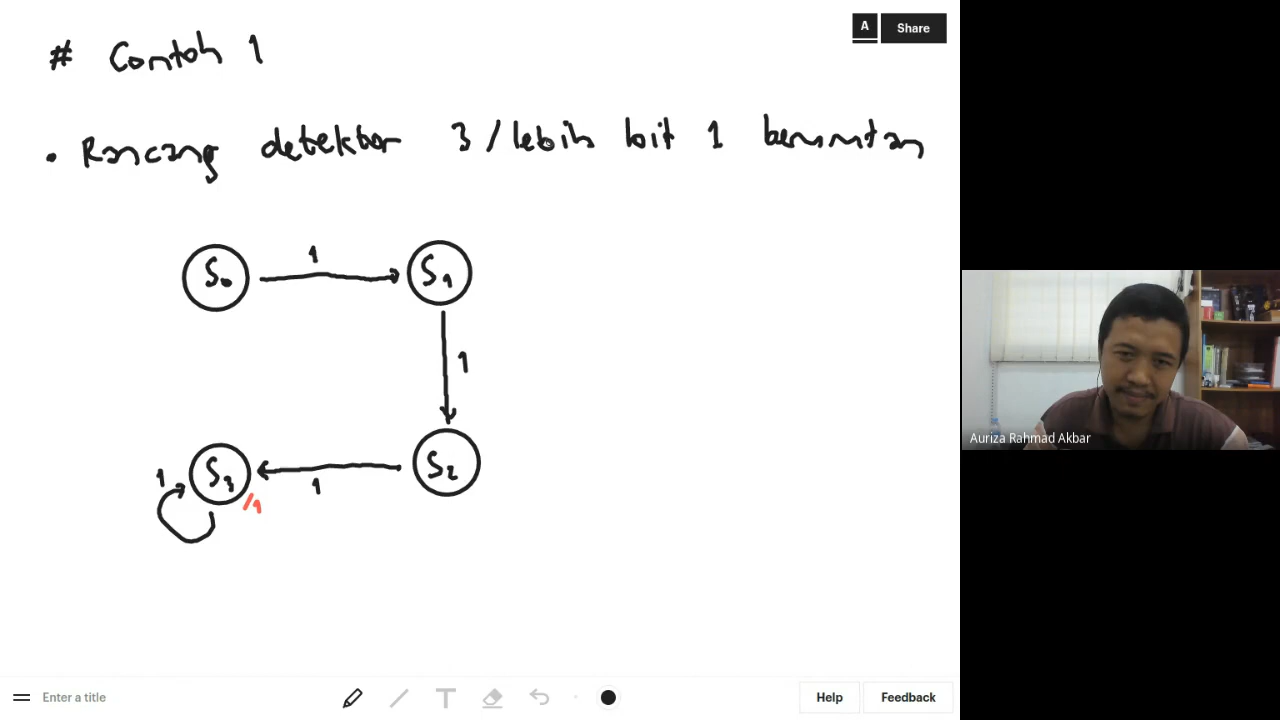 # Contoh 1
A Share
• Rancang detektor 3/lebih bit 1 berurutan
S0 1 S1
1
S3 1 S2
1
/1
Auriza Rahmad Akbar
Enter a title
T
Help Feedback